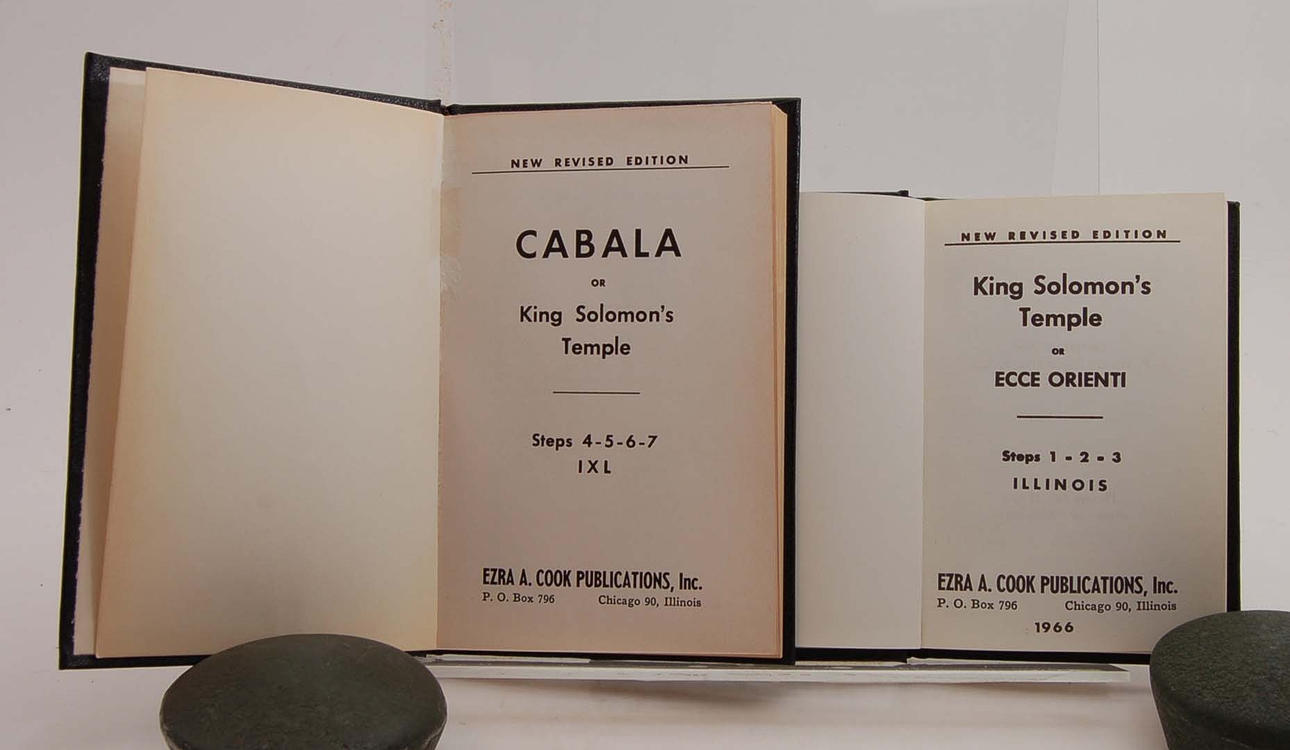 NEW REVISED EDITION
CABALA
OR
King Solomon's
Temple
Steps 4-5-6-7
IXL
EZRA A. COOK PUBLICATIONS, Inc.
P. O. Box 796 Chicago 90, Illinois
NEW REVISED EDITION
King Solomon's
Temple
OR
ECCE ORIENTI
Steps 1 - 2 - 3
ILLINOIS
EZRA A. COOK PUBLICATIONS, Inc.
P. O. Box 796 Chicago 90, Illinois
1966